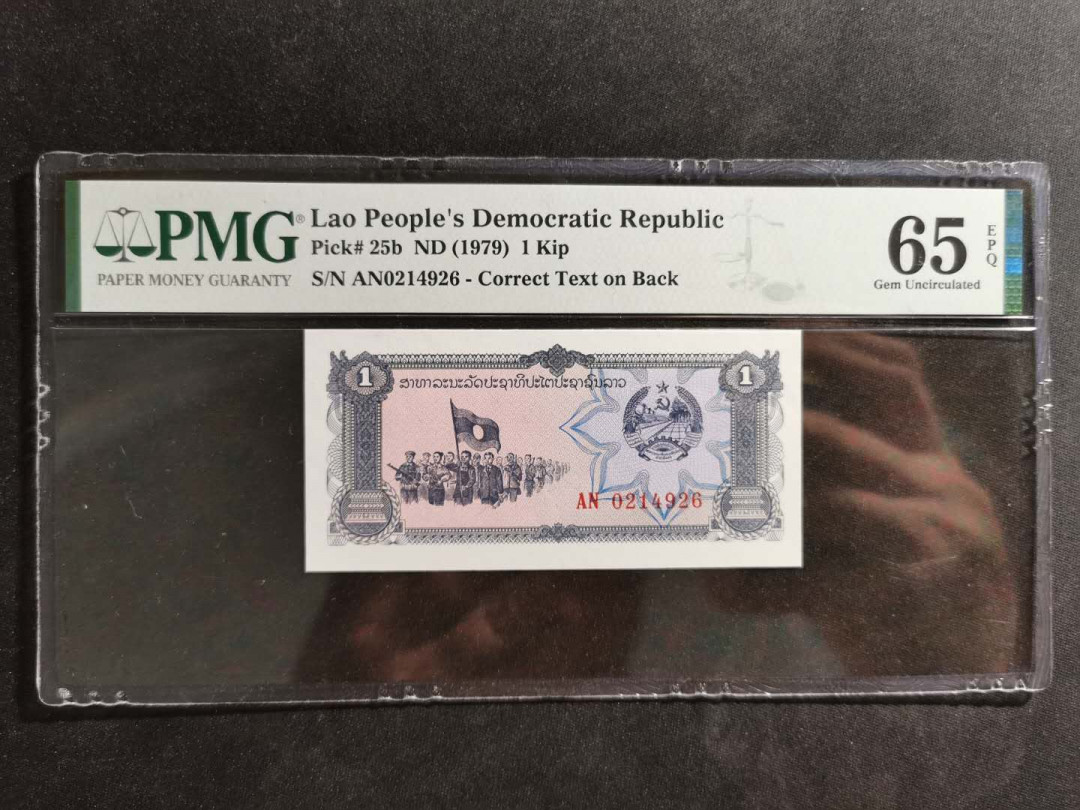 PMG®
PAPER MONEY GUARANTY
Lao People's Democratic Republic
Pick# 25b ND (1979) 1 Kip
S/N AN0214926 - Correct Text on Back
65
EPQ
Gem Uncirculated
1
ສາທາລະນະລັດປະຊາທິປະໄຕປະຊາຊົນລາວ
1
AN 0214926